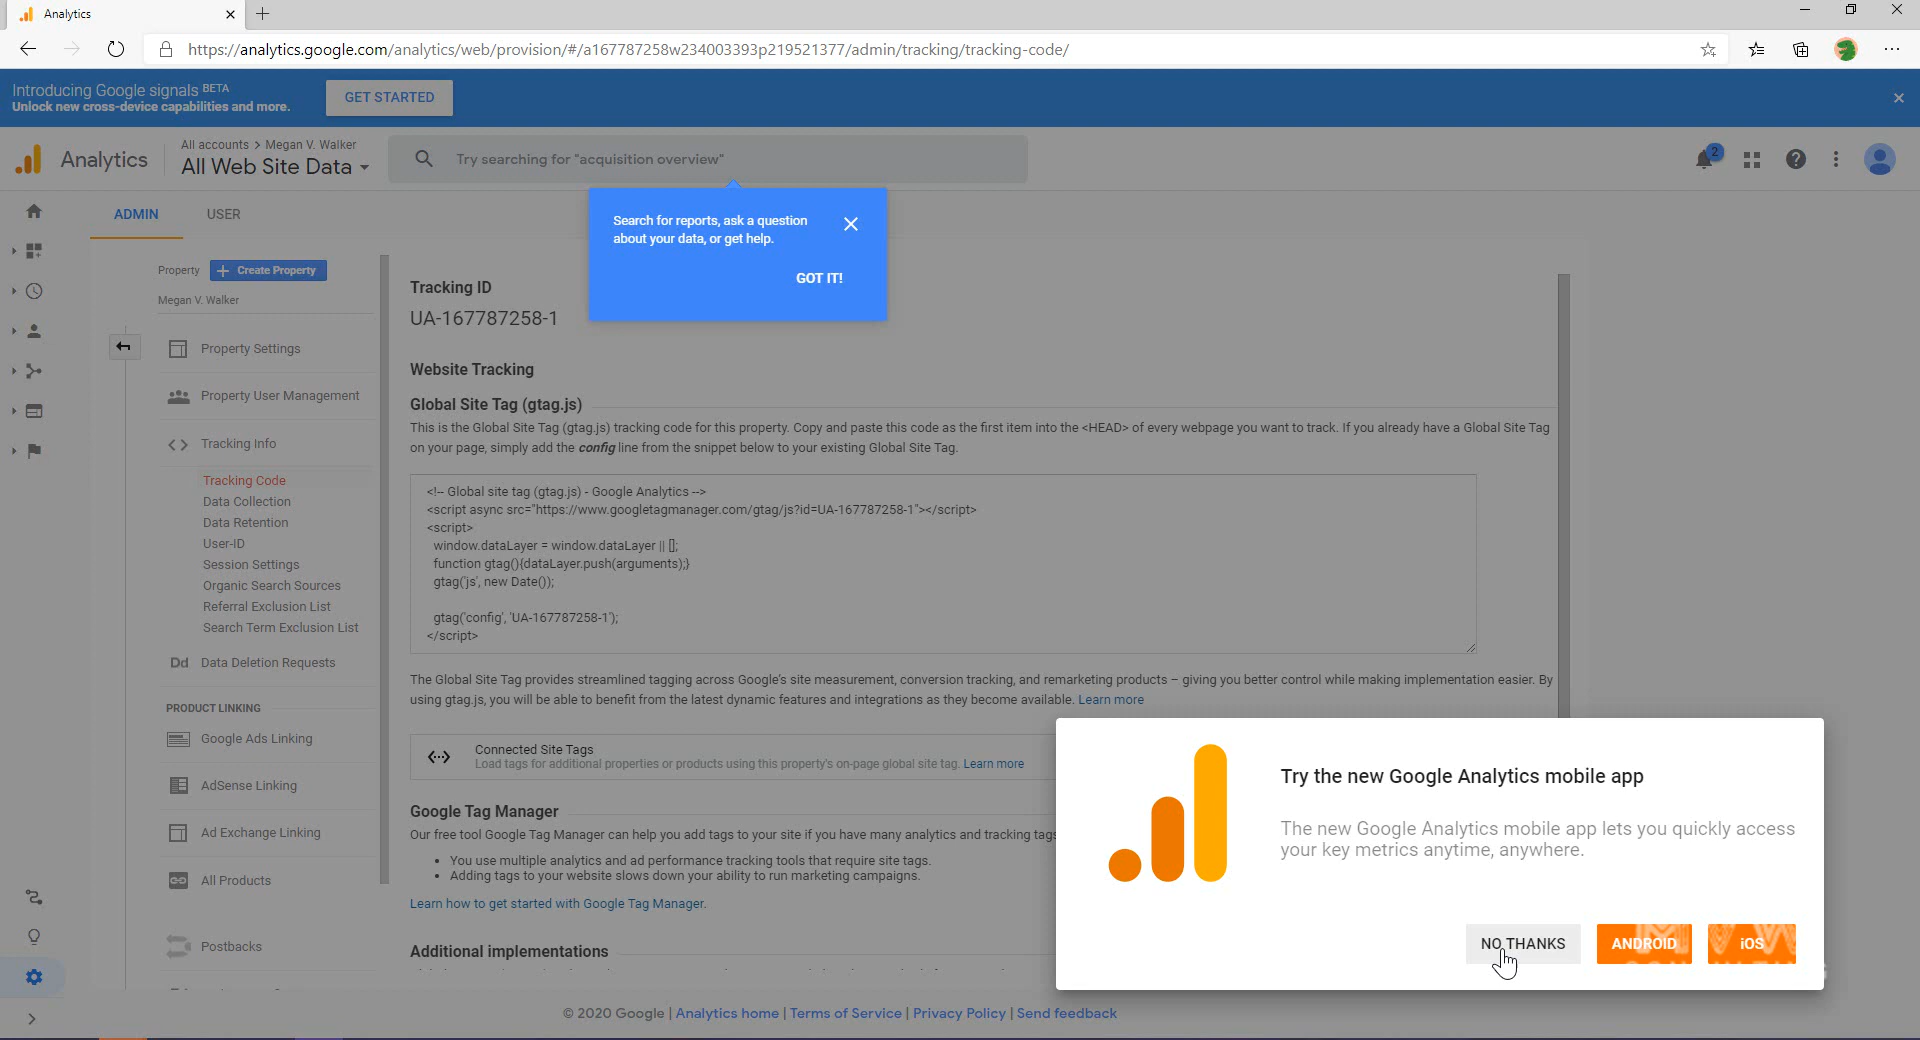 Analytics
https://analytics.google.com/analytics/web/provision/#/a167787258w234003393p219521377/admin/tracking/tracking-code/
Introducing Google signals BETA
Unlock new cross-device capabilities and more.
GET STARTED
Analytics
All accounts > Megan V. Walker
All Web Site Data
Try searching for "acquisition overview"
2
ADMIN
USER
Search for reports, ask a question
about your data, or get help.
GOT IT!
Property
Create Property
Megan V. Walker
Property Settings
Property User Management
Tracking Info
Tracking Code
Data Collection
Data Retention
User-ID
Session Settings
Organic Search Sources
Referral Exclusion List
Search Term Exclusion List
Dd Data Deletion Requests
PRODUCT LINKING
Google Ads Linking
AdSense Linking
Ad Exchange Linking
All Products
Postbacks
Tracking ID
UA-167787258-1
Website Tracking
Global Site Tag (gtag.js)
This is the Global Site Tag (gtag.js) tracking code for this property. Copy and paste this code as the first item into the <HEAD> of every webpage you want to track. If you already have a Global Site Tag
on your page, simply add the config line from the snippet below to your existing Global Site Tag.
<!-- Global site tag (gtag.js) - Google Analytics -->
<script async src="https://www.googletagmanager.com/gtag/js?id=UA-167787258-1"></script>
<script>
window.dataLayer = window.dataLayer || [];
function gtag(){dataLayer.push(arguments);}
gtag('js', new Date());
gtag('config', 'UA-167787258-1');
</script>
The Global Site Tag provides streamlined tagging across Google's site measurement, conversion tracking, and remarketing products – giving you better control while making implementation easier. By
using gtag.js, you will be able to benefit from the latest dynamic features and integrations as they become available. Learn more
Connected Site Tags
Load tags for additional properties or products using this property's on-page global site tag. Learn more
Google Tag Manager
Our free tool Google Tag Manager can help you add tags to your site if you have many analytics and tracking tags
• You use multiple analytics and ad performance tracking tools that require site tags.
• Adding tags to your website slows down your ability to run marketing campaigns.
Learn how to get started with Google Tag Manager.
Additional implementations
Try the new Google Analytics mobile app
The new Google Analytics mobile app lets you quickly access
your key metrics anytime, anywhere.
NO THANKS
ANDROID
iOS
© 2020 Google | Analytics home | Terms of Service | Privacy Policy | Send feedback